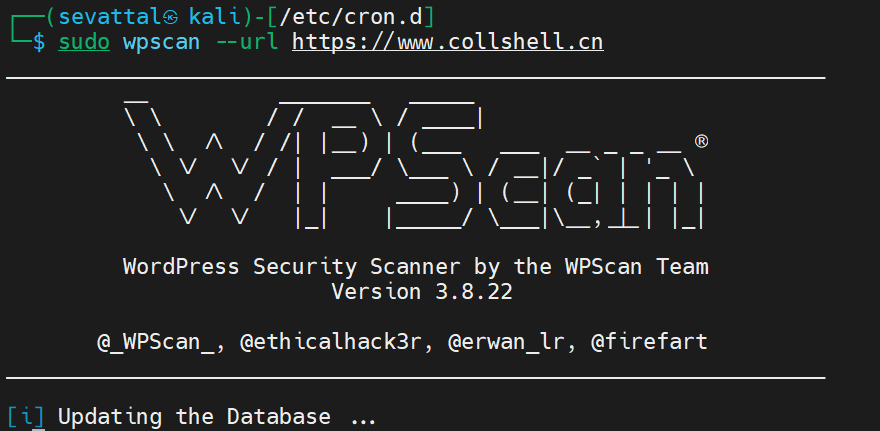 (sevattal㉿ kali)-[/etc/cron.d]
$ sudo wpscan --url https://www.collshell.cn
WPScan ®
WordPress Security Scanner by the WPScan Team
Version 3.8.22
@_WPScan_, @ethicalhack3r, @erwan_lr, @firefart
[i] Updating the Database ...